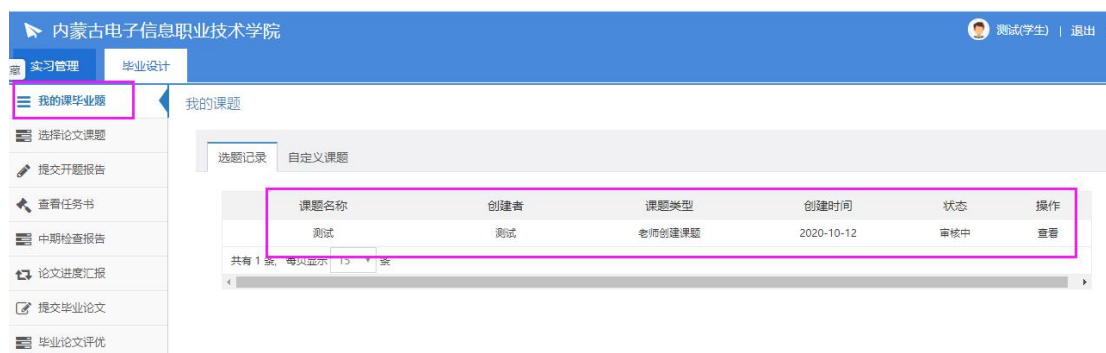 内蒙古电子信息职业技术学院
测试(学生) | 退出
蒙 实习管理 毕业设计
我的课毕业题
我的课题
选择论文课题
选题记录 自定义课题
提交开题报告
查看任务书
课题名称 创建者 课题类型 创建时间 状态 操作
中期检查报告
测试 测试 老师创建课题 2020-10-12 审核中 查看
共有 1 条, 每页显示 15 条
论文进度汇报
提交毕业论文
毕业论文评优